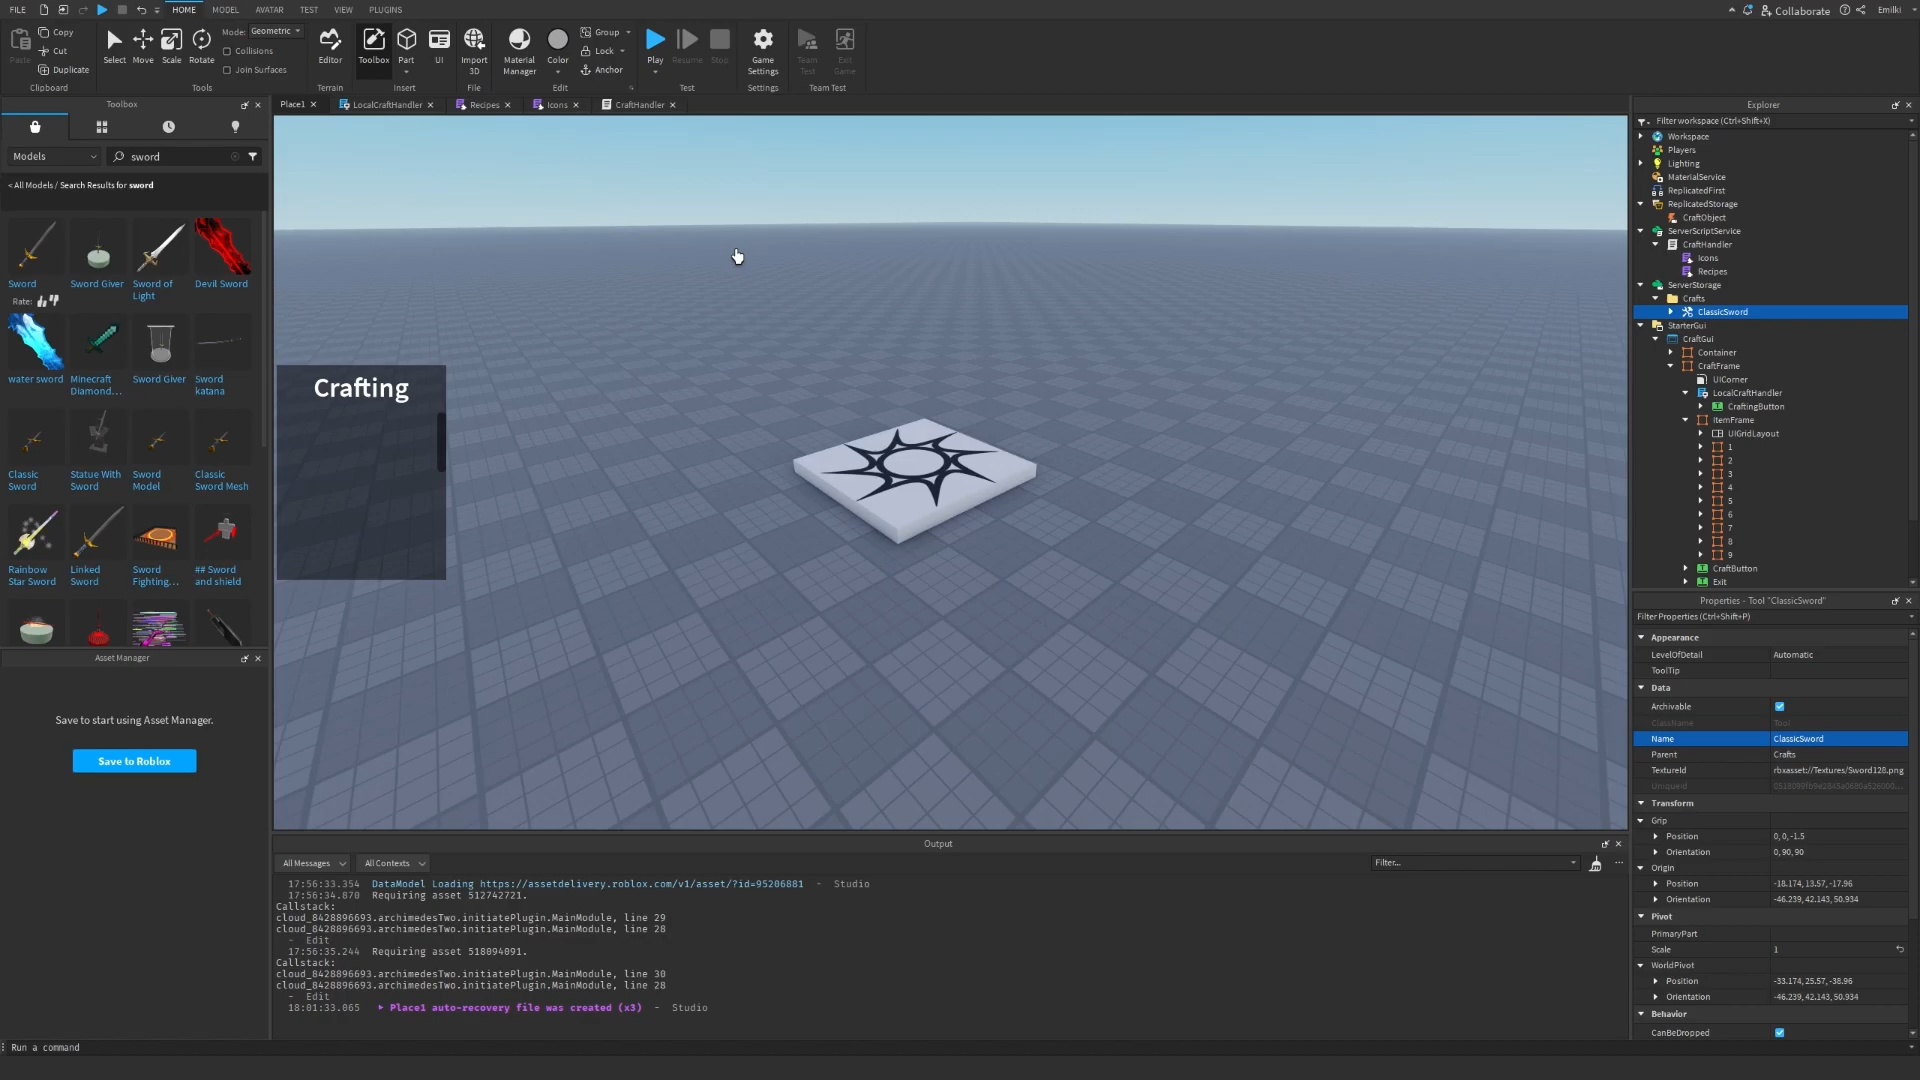 FILE HOME MODEL AVATAR TEST VIEW PLUGINS
Collaborate Emilki
Copy
Cut
Duplicate
Paste
Clipboard
Select Move Scale Rotate
Mode: Geometric
Collisions
Join Surfaces
Tools
Editor
Terrain
Toolbox Part UI
Insert
Import 3D
File
Material Manager
Color
Group
Lock
Anchor
Edit
Play Resume Stop
Test
Game Settings
Settings
Team Test
Exit Game
Team Test
Toolbox
Place1 LocalCraftHandler Recipes Icons CraftHandler
Models sword
< All Models / Search Results for sword
Sword
Rate:
Sword Giver
Sword of Light
Devil Sword
water sword
Minecraft Diamond...
Sword Giver
Sword katana
Classic Sword
Statue With Sword
Sword Model
Classic Sword Mesh
Rainbow Star Sword
Linked Sword
Sword Fighting...
## Sword and shield
Asset Manager
Save to start using Asset Manager.
Save to Roblox
Crafting
Output
All Messages All Contexts Filter...
17:56:33.354 DataModel Loading https://assetdelivery.roblox.com/v1/asset/?id=95206881 - Studio
17:56:34.870 Requiring asset 512742721.
Callstack:
cloud_8428896693.archimedesTwo.initiatePlugin.MainModule, line 29
cloud_8428896693.archimedesTwo.initiatePlugin.MainModule, line 28
- Edit
17:56:35.244 Requiring asset 518094091.
Callstack:
cloud_8428896693.archimedesTwo.initiatePlugin.MainModule, line 30
cloud_8428896693.archimedesTwo.initiatePlugin.MainModule, line 28
- Edit
18:01:33.065 Place1 auto-recovery file was created (x3) - Studio
Run a command
Explorer
Filter workspace (Ctrl+Shift+X)
Workspace
Players
Lighting
MaterialService
ReplicatedFirst
ReplicatedStorage
CraftObject
ServerScriptService
CraftHandler
Icons
Recipes
ServerStorage
Crafts
ClassicSword
StarterGui
CraftGui
Container
CraftFrame
UICorner
LocalCraftHandler
CraftingButton
ItemFrame
UIGridLayout
1
2
3
4
5
6
7
8
9
CraftButton
Exit
Properties - Tool "ClassicSword"
Filter Properties (Ctrl+Shift+P)
Appearance
LevelOfDetail Automatic
ToolTip
Data
Archivable
ClassName Tool
Name ClassicSword
Parent Crafts
TextureId rbxasset://Textures/Sword128.png
UniqueId
Transform
Grip
Position 0, 0, -1.5
Orientation 0, 90, 90
Origin
Position -18.174, 13.57, -17.96
Orientation -46.239, 42.143, 50.934
Pivot
PrimaryPart
Scale 1
WorldPivot
Position -33.174, 25.57, -38.96
Orientation -46.239, 42.143, 50.934
Behavior
CanBeDropped